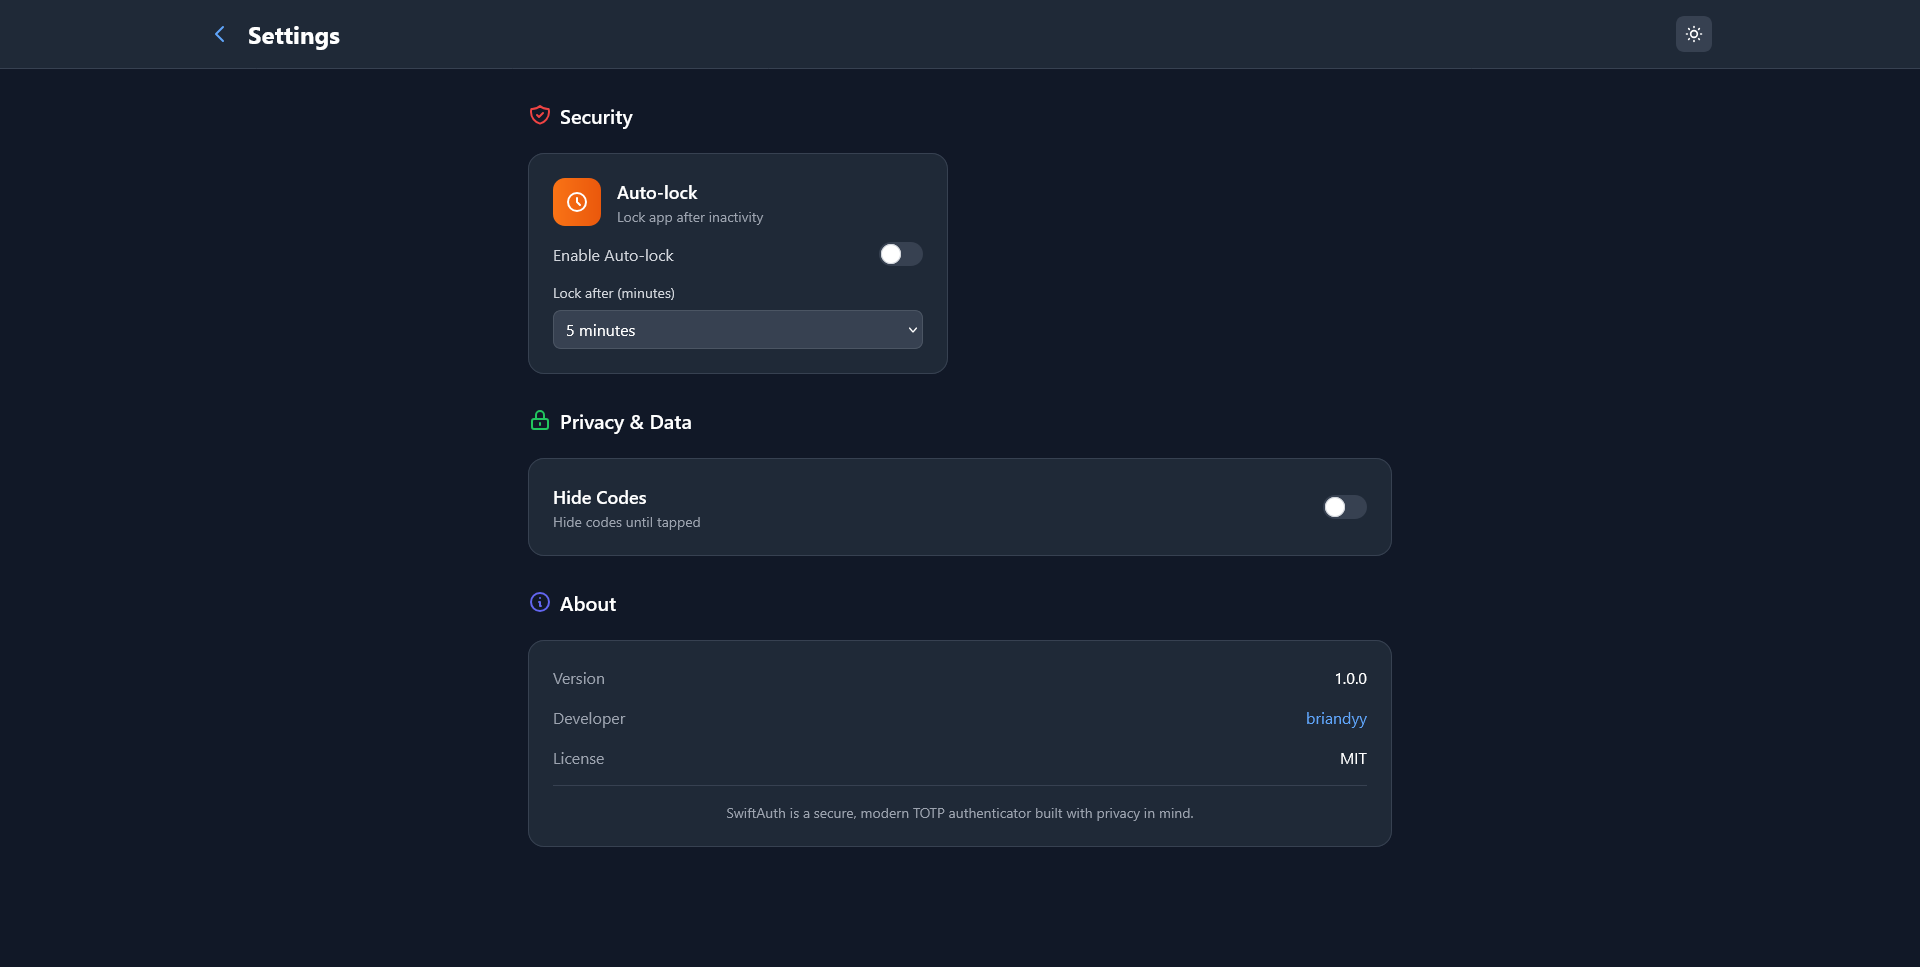 Settings
Security
Auto-lock
Lock app after inactivity
Enable Auto-lock
Lock after (minutes)
5 minutes
Privacy & Data
Hide Codes
Hide codes until tapped
About
Version 1.0.0
Developer briandyy
License MIT
SwiftAuth is a secure, modern TOTP authenticator built with privacy in mind.